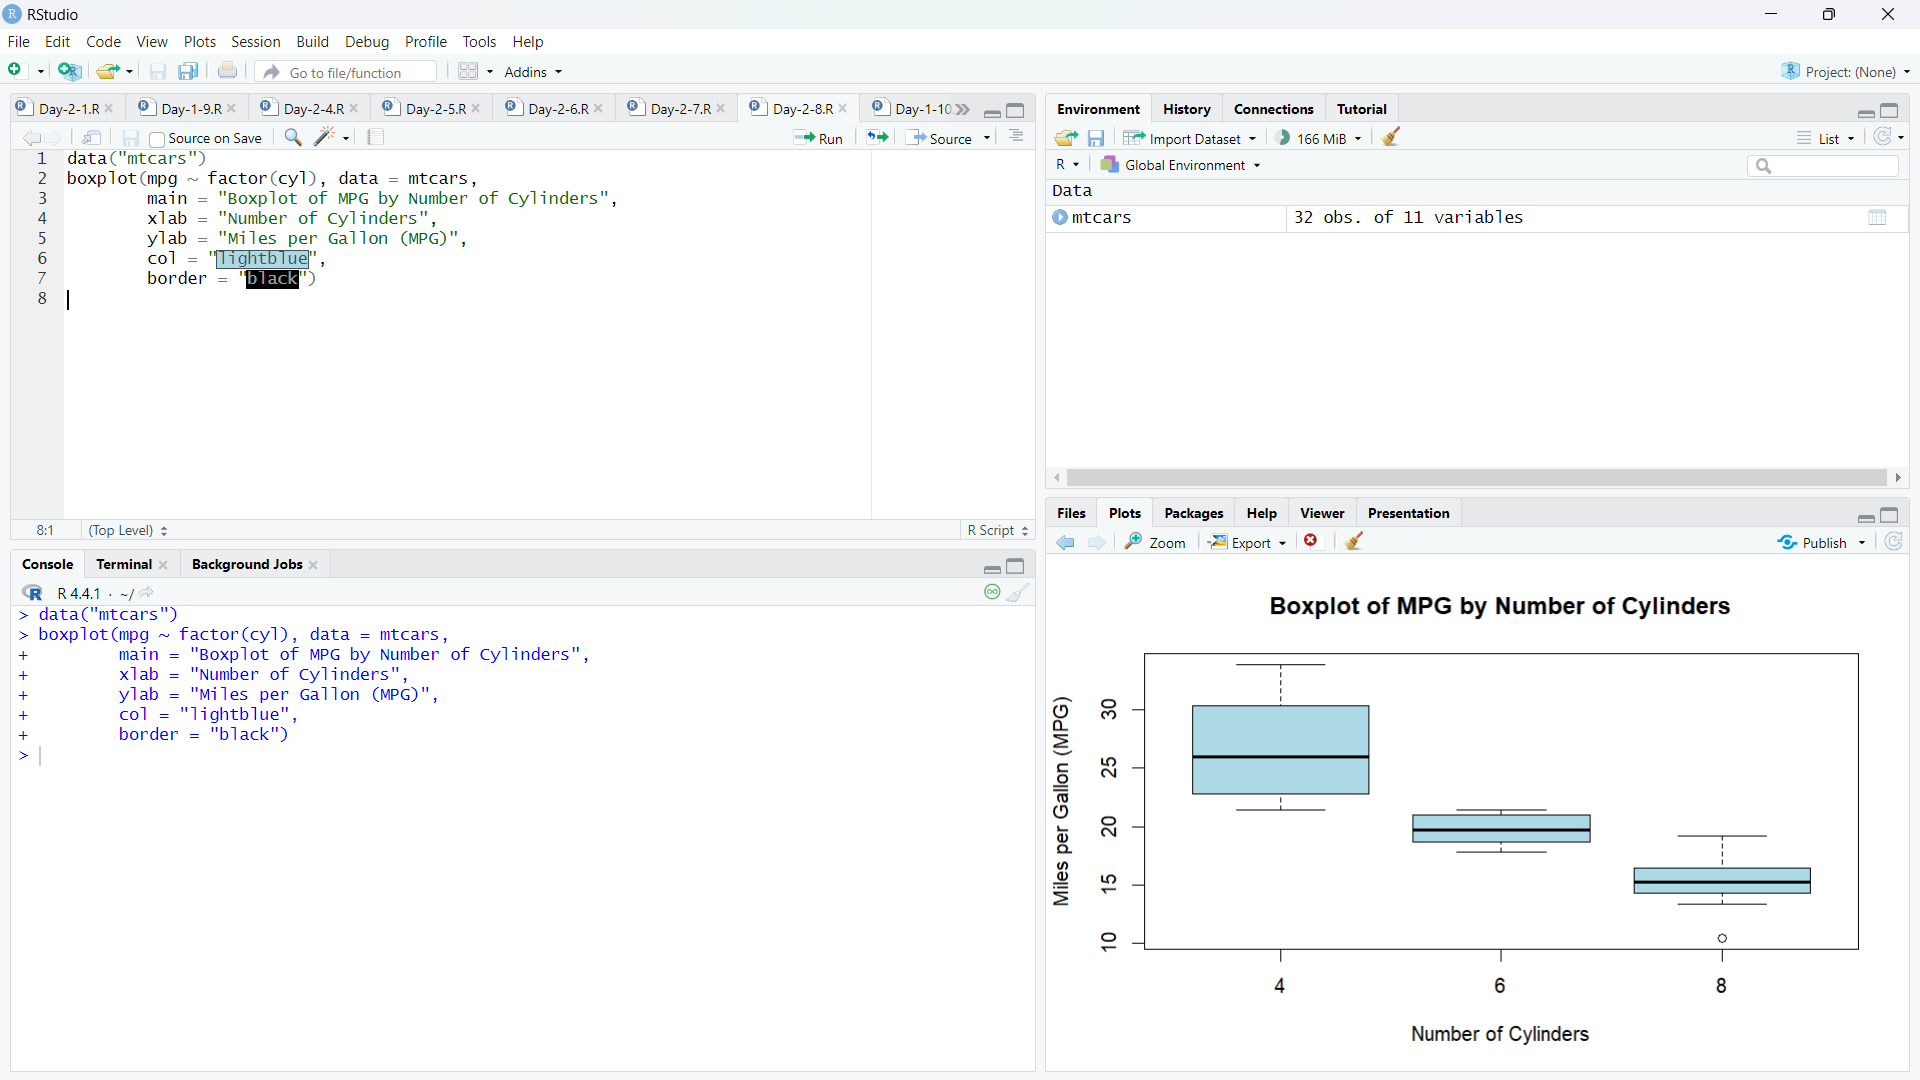 RStudio
File Edit Code View Plots Session Build Debug Profile Tools Help
Go to file/function Addins Project: (None)
Day-2-1.R Day-1-9.R Day-2-4.R Day-2-5.R Day-2-6.R Day-2-7.R Day-2-8.R Day-1-10
Source on Save Run Source
1 data("mtcars")
2 boxplot(mpg ~ factor(cyl), data = mtcars,
3 main = "Boxplot of MPG by Number of Cylinders",
4 xlab = "Number of Cylinders",
5 ylab = "Miles per Gallon (MPG)",
6 col = "lightblue",
7 border = "black")
8
8:1 (Top Level) R Script
Console Terminal Background Jobs
R 4.4.1 · ~/
> data("mtcars")
> boxplot(mpg ~ factor(cyl), data = mtcars,
+ main = "Boxplot of MPG by Number of Cylinders",
+ xlab = "Number of Cylinders",
+ ylab = "Miles per Gallon (MPG)",
+ col = "lightblue",
+ border = "black")
>
Environment History Connections Tutorial
Import Dataset 166 MiB List
R Global Environment
Data
mtcars 32 obs. of 11 variables
Files Plots Packages Help Viewer Presentation
Zoom Export Publish
Boxplot of MPG by Number of Cylinders
Miles per Gallon (MPG)
30
25
20
15
10
4 6 8
Number of Cylinders